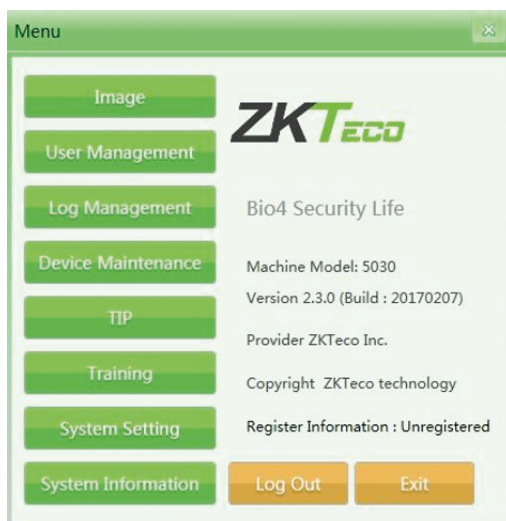 Menu
Image
User Management
Log Management
Device Maintenance
TIP
Training
System Setting
System Information
ZKTECO
Bio4 Security Life
Machine Model: 5030
Version 2.3.0 (Build : 20170207)
Provider ZKTeco Inc.
Copyright ZKTeco technology
Register Information : Unregistered
Log Out
Exit